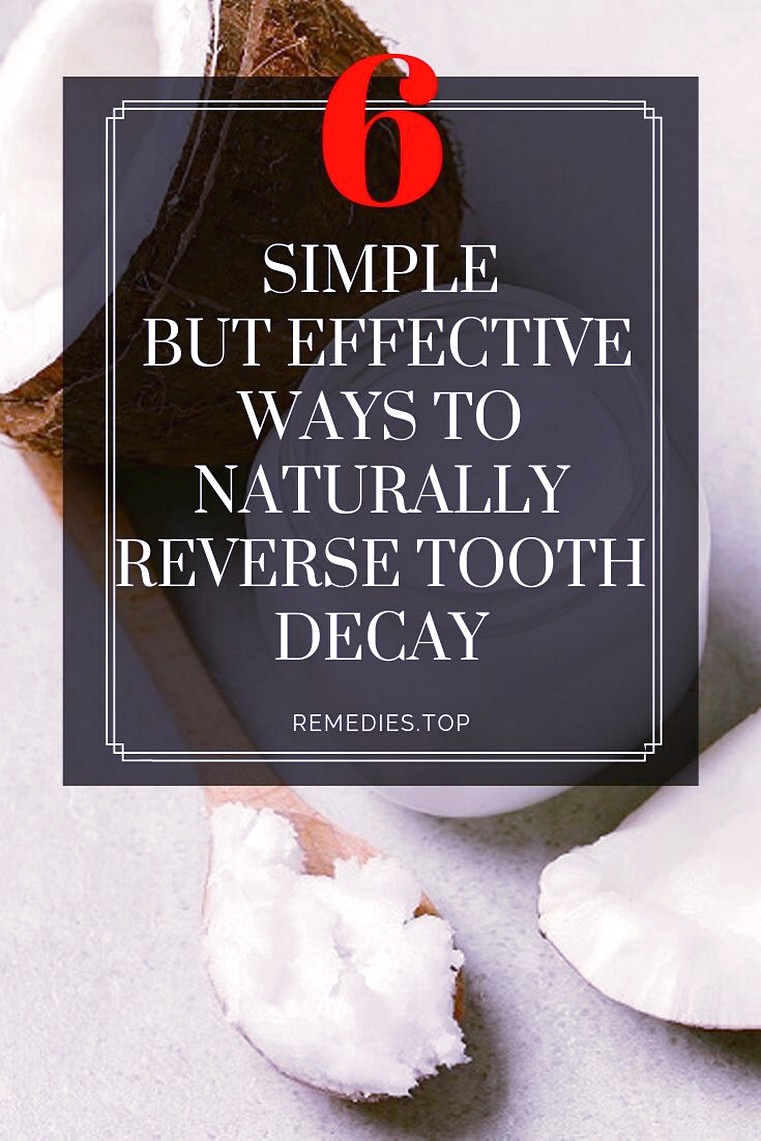 6
SIMPLE
BUT EFFECTIVE
WAYS TO
NATURALLY
REVERSE TOOTH
DECAY
REMEDIES.TOP